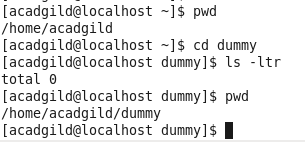 [acadgild@localhost ~]$ pwd
/home/acadgild
[acadgild@localhost ~]$ cd dummy
[acadgild@localhost dummy]$ ls -ltr
total 0
[acadgild@localhost dummy]$ pwd
/home/acadgild/dummy
[acadgild@localhost dummy]$